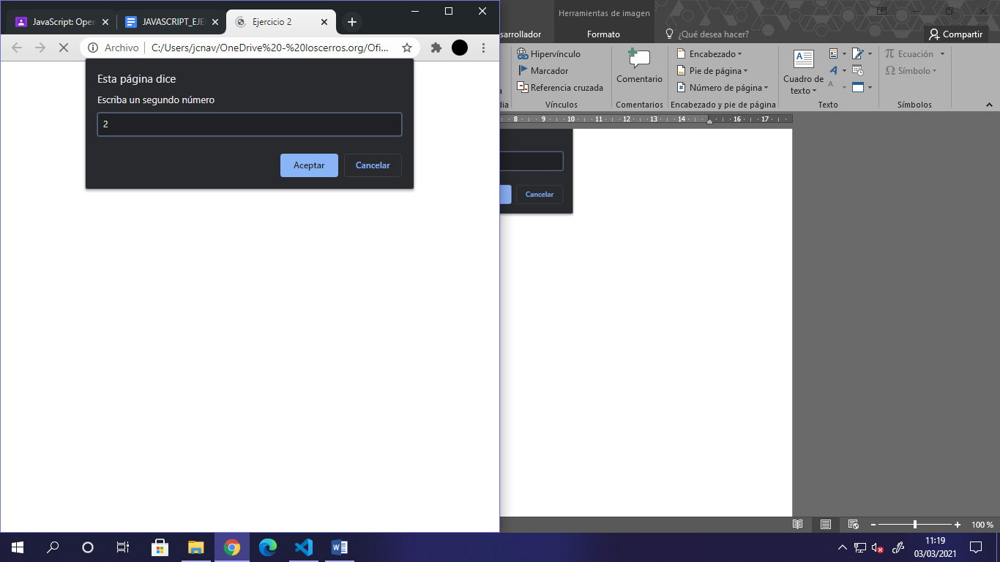 JavaScript: Oper
JAVASCRIPT_EJE
Ejercicio 2
Archivo
C:/Users/jcnav/OneDrive%20-%20loscerros.org/Ofi...
Esta página dice
Escriba un segundo número
2
Aceptar
Cancelar
Herramientas de imagen
sarrollador
Formato
¿Qué desea hacer?
Compartir
Hipervínculo
Marcador
Referencia cruzada
Vínculos
Comentario
Comentarios
Encabezado
Pie de página
Número de página
Encabezado y pie de página
Cuadro de
texto
Texto
Ecuación
Símbolo
Símbolos
8 9 10 11 12 13 14 16 17
Cancelar
100 %
11:19
03/03/2021